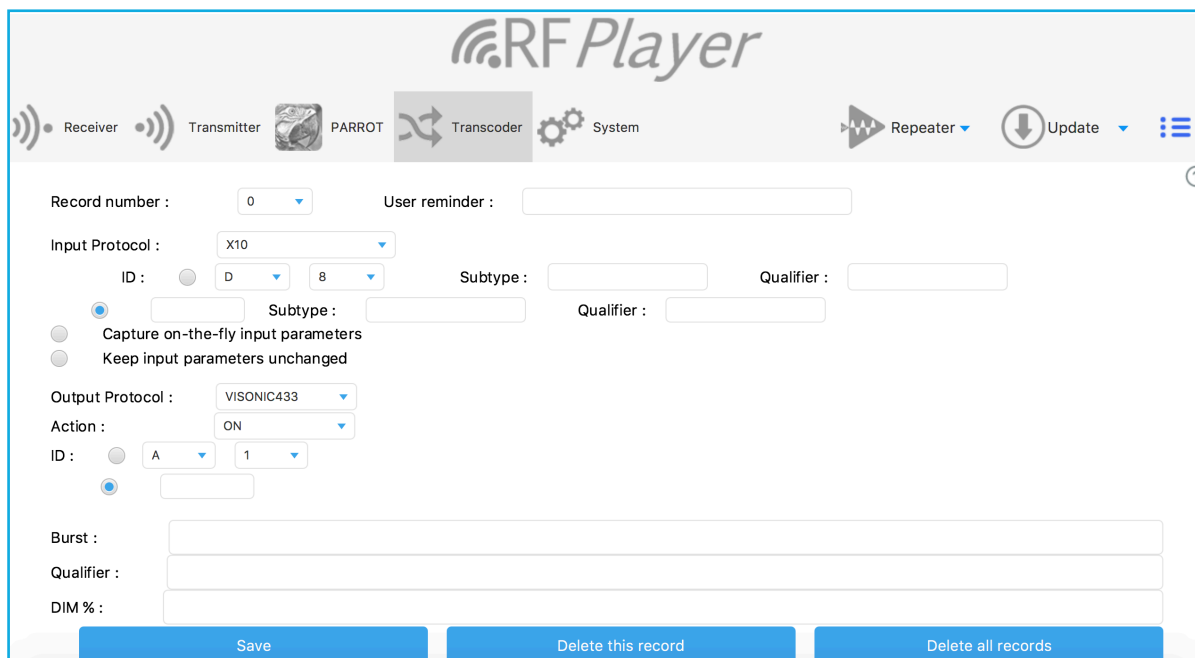 RFPlayer
Receiver Transmitter PARROT Transcoder System Repeater Update
Record number : 0 User reminder :
Input Protocol : X10
ID : D 8 Subtype : Qualifier :
Subtype : Qualifier :
Capture on-the-fly input parameters
Keep input parameters unchanged
Output Protocol : VISONIC433
Action : ON
ID : A 1
Burst :
Qualifier :
DIM % :
Save Delete this record Delete all records